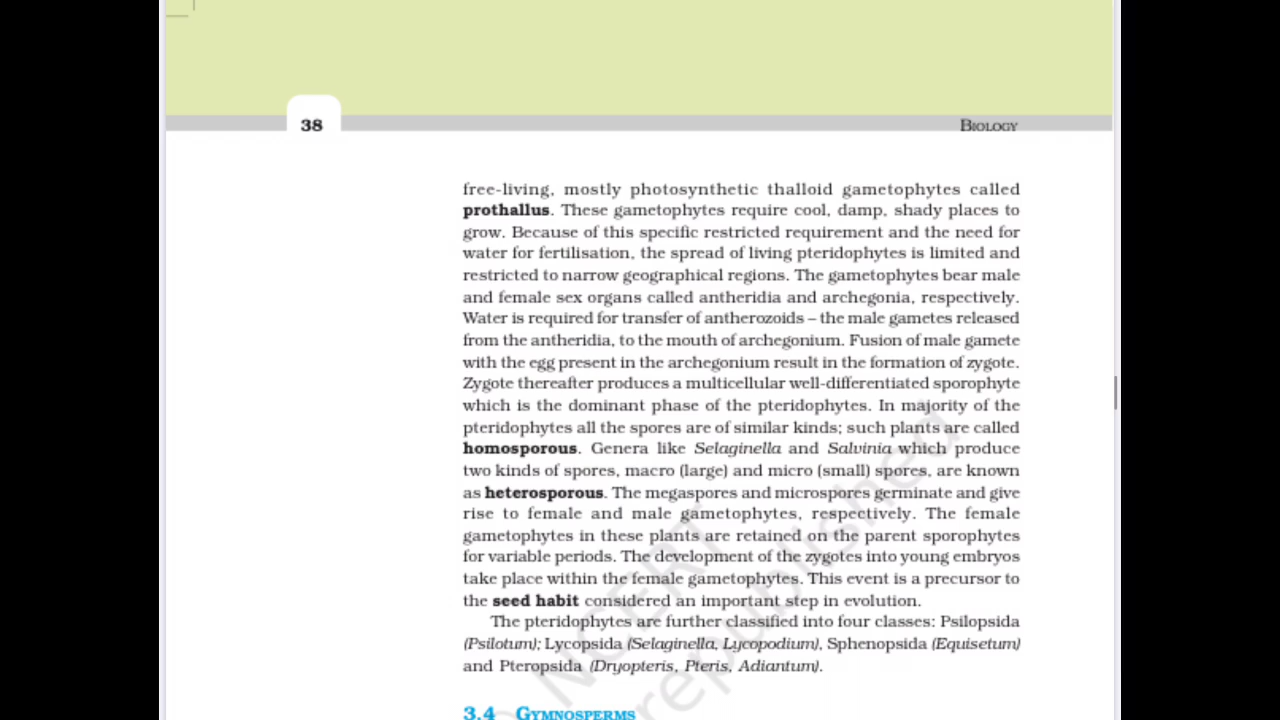 38
BIOLOGY
free-living, mostly photosynthetic thalloid gametophytes called
prothallus. These gametophytes require cool, damp, shady places to
grow. Because of this specific restricted requirement and the need for
water for fertilisation, the spread of living pteridophytes is limited and
restricted to narrow geographical regions. The gametophytes bear male
and female sex organs called antheridia and archegonia, respectively.
Water is required for transfer of antherozoids – the male gametes released
from the antheridia, to the mouth of archegonium. Fusion of male gamete
with the egg present in the archegonium result in the formation of zygote.
Zygote thereafter produces a multicellular well-differentiated sporophyte
which is the dominant phase of the pteridophytes. In majority of the
pteridophytes all the spores are of similar kinds; such plants are called
homosporous. Genera like Selaginella and Salvinia which produce
two kinds of spores, macro (large) and micro (small) spores, are known
as heterosporous. The megaspores and microspores germinate and give
rise to female and male gametophytes, respectively. The female
gametophytes in these plants are retained on the parent sporophytes
for variable periods. The development of the zygotes into young embryos
take place within the female gametophytes. This event is a precursor to
the seed habit considered an important step in evolution.
The pteridophytes are further classified into four classes: Psilopsida
(Psilotum); Lycopsida (Selaginella, Lycopodium), Sphenopsida (Equisetum)
and Pteropsida (Dryopteris, Pteris, Adiantum).
3.4 GYMNOSPERMS
NCERT
republished